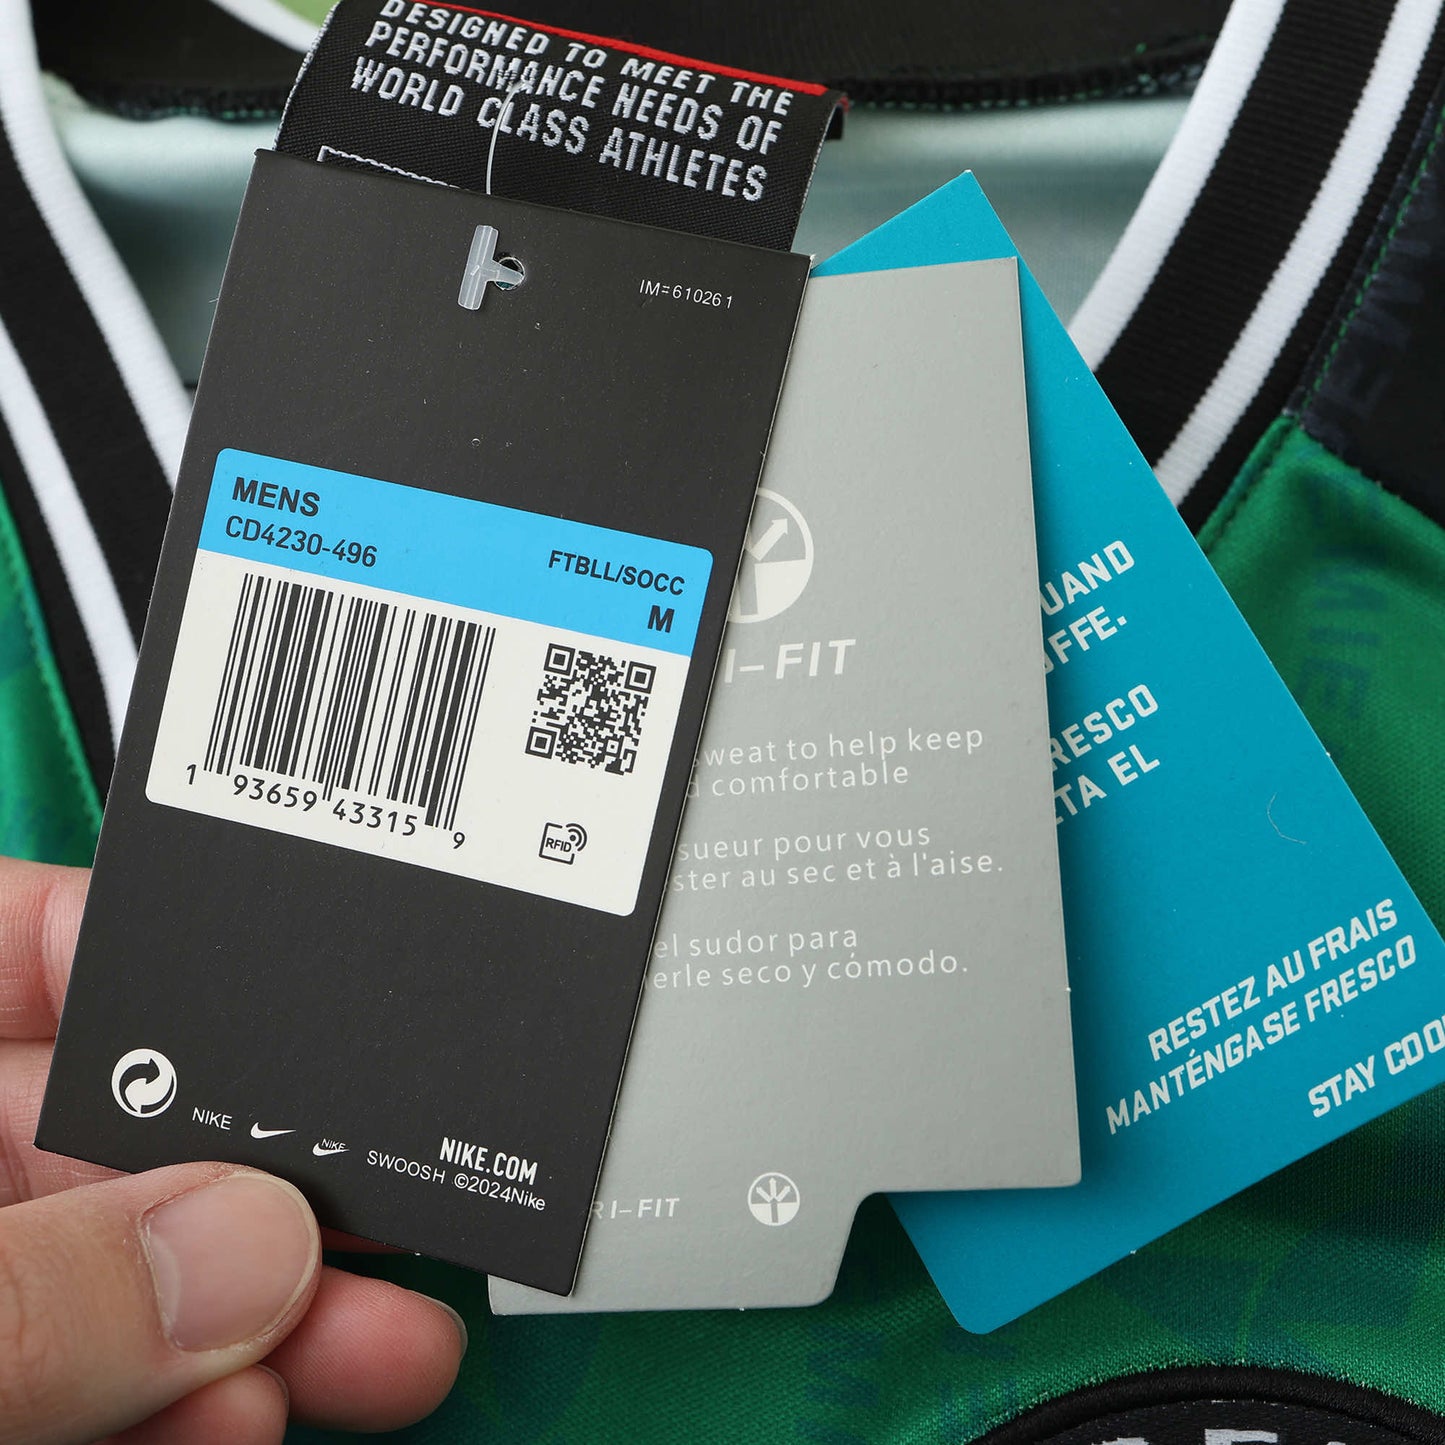 DESIGNED TO MEET THE
PERFORMANCE NEEDS OF
WORLD CLASS ATHLETES
IM=610261
MENS
CD4230-496
FTBLL/SOCC
M
1 93659 43315 9
RFID
NIKE
NIKE
SWOOSH
NIKE.COM
©2024Nike
I-FIT
weat to help keep
d comfortable
sueur pour vous
ster au sec et à l'aise.
el sudor para
erle seco y cómodo.
RI-FIT
UAND
FFE.
RESCO
TA EL
RESTEZ AU FRAIS
MANTÉNGASE FRESCO
STAY COO